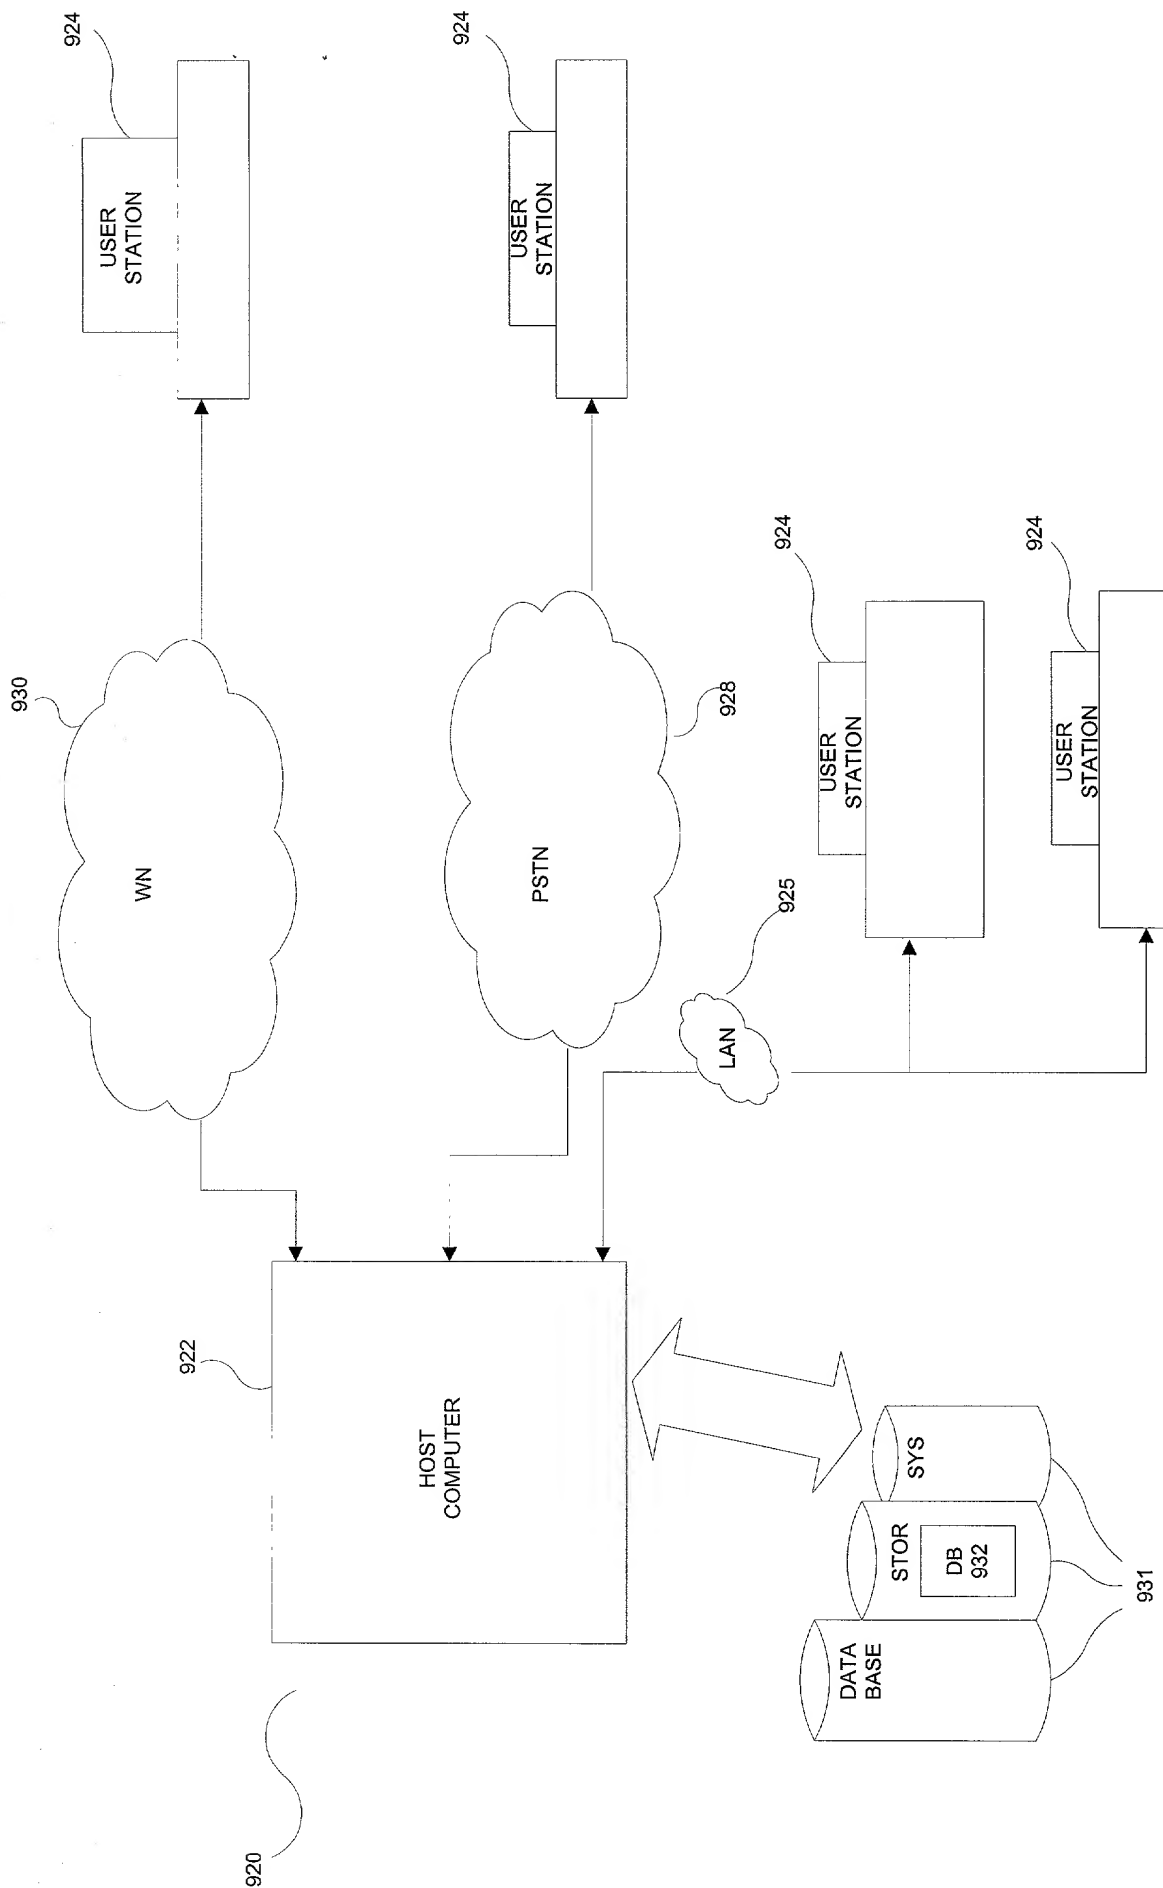 920
922
HOST
COMPUTER
930
WN
PSTN
928
LAN
925
USER
STATION
924
USER
STATION
924
USER
STATION
924
USER
STATION
924
DATA
BASE
STOR
DB
932
SYS
931